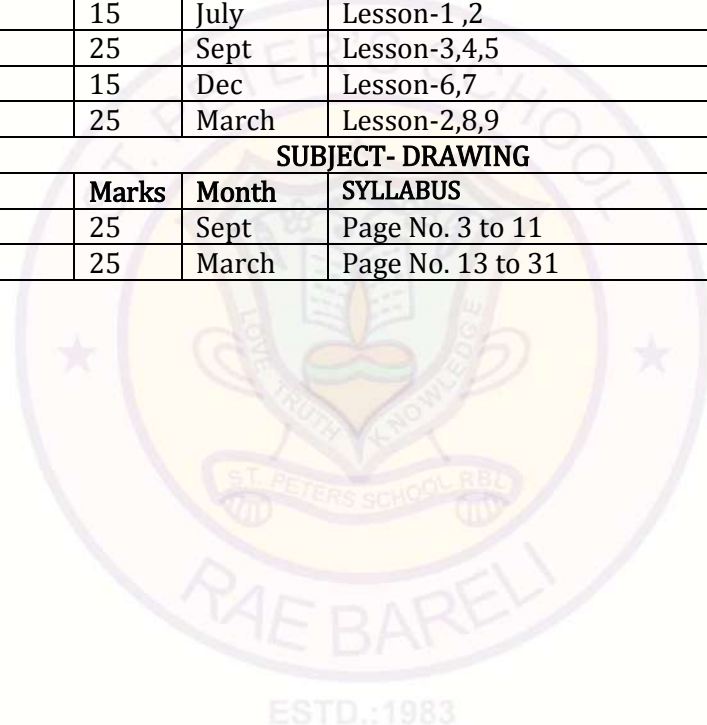 15 July Lesson-1 ,2
25 Sept Lesson-3,4,5
15 Dec Lesson-6,7
25 March Lesson-2,8,9
SUBJECT- DRAWING
Marks Month SYLLABUS
25 Sept Page No. 3 to 11
25 March Page No. 13 to 31
ST. PETER'S SCHOOL
LOVE TRUTH KNOWLEDGE
ST. PETERS SCHOOL RBL
RAE BARELI
ESTD.:1983